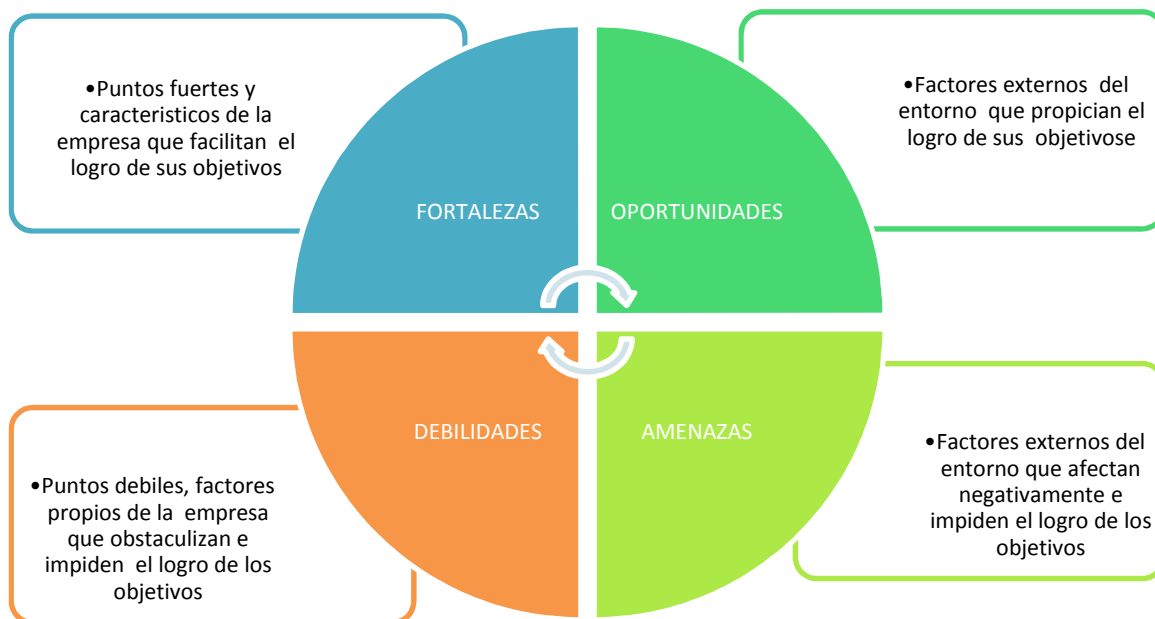 •Puntos fuertes y
caracteristicos de la
empresa que facilitan el
logro de sus objetivos
•Factores externos del
entorno que propician el
logro de sus objetivose
FORTALEZAS
OPORTUNIDADES
DEBILIDADES
AMENAZAS
•Puntos debiles, factores
propios de la empresa
que obstaculizan e
impiden el logro de los
objetivos
•Factores externos del
entorno que afectan
negativamente e
impiden el logro de los
objetivos